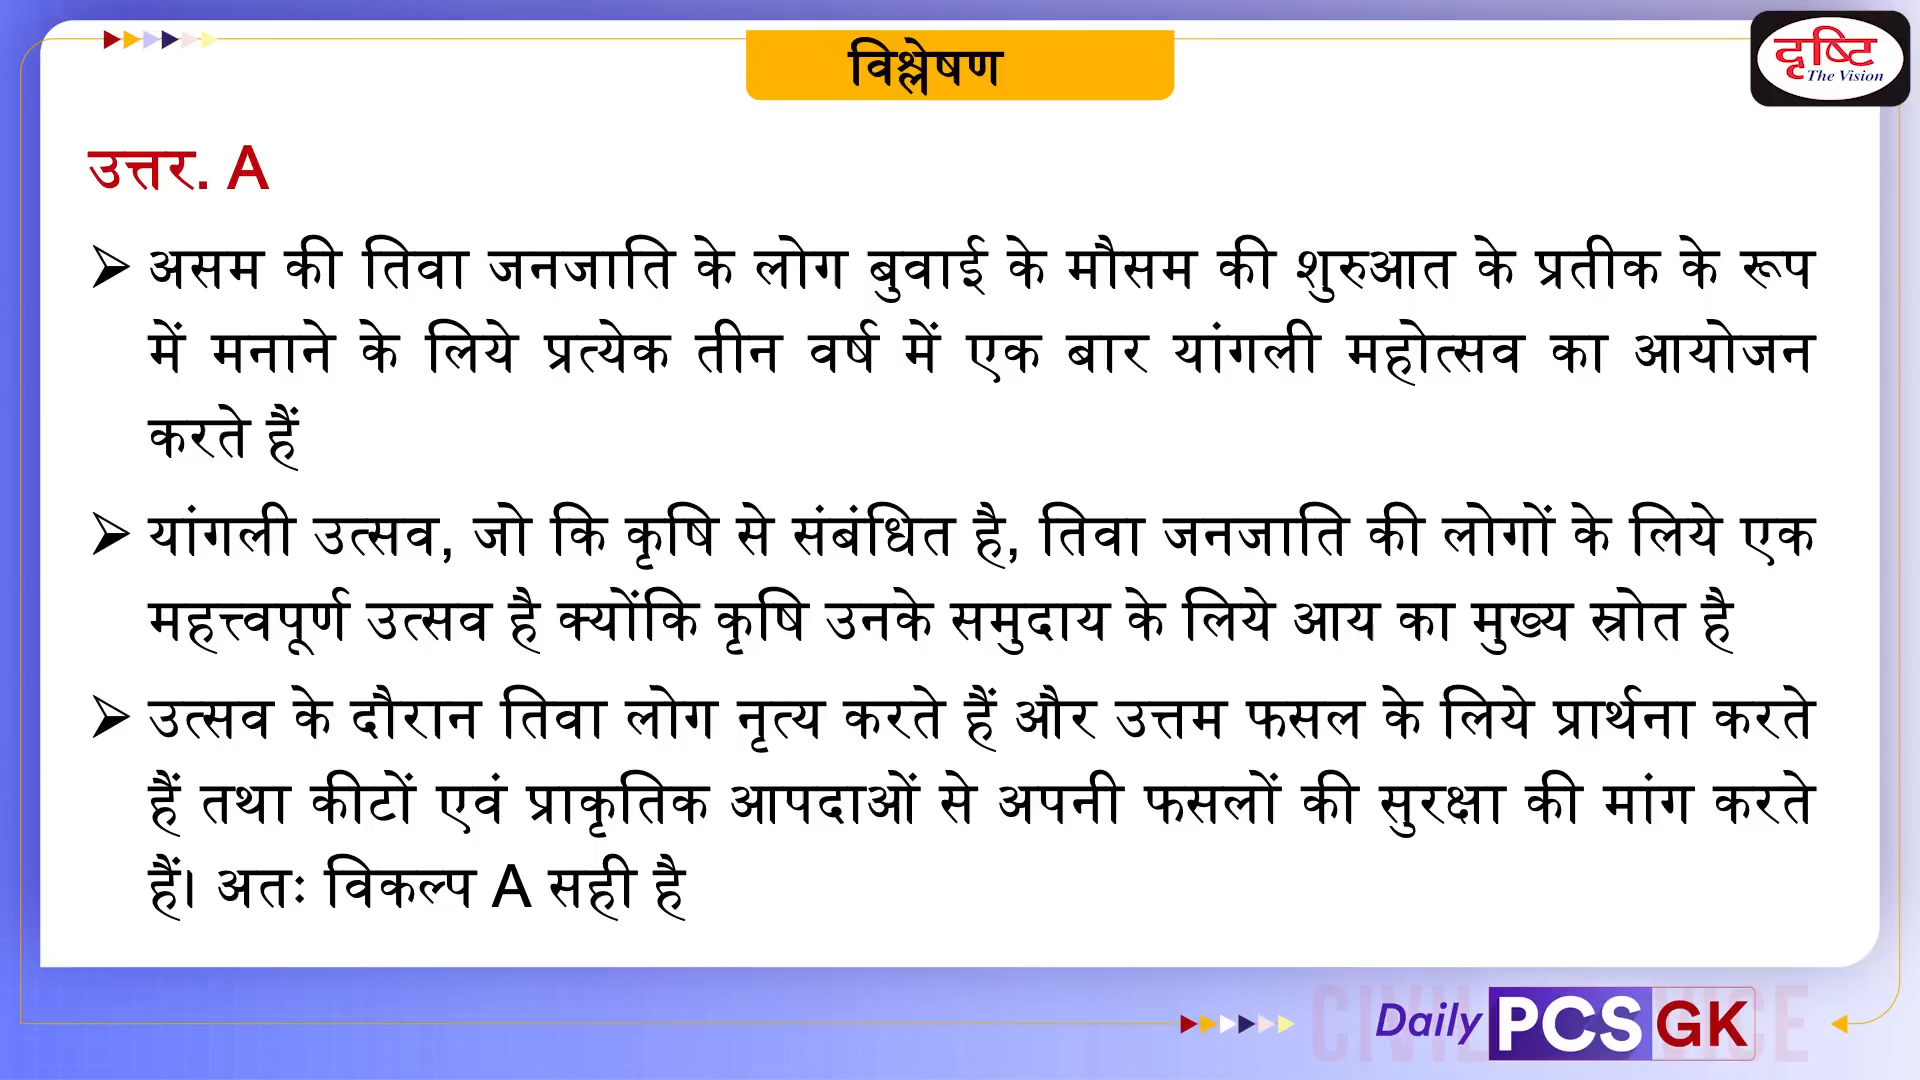 विश्लेषण
दृष्टि
The Vision
उत्तर. A
➢ असम की तिवा जनजाति के लोग बुवाई के मौसम की शुरुआत के प्रतीक के रूप
में मनाने के लिये प्रत्येक तीन वर्ष में एक बार यांगली महोत्सव का आयोजन
करते हैं
➢ यांगली उत्सव, जो कि कृषि से संबंधित है, तिवा जनजाति की लोगों के लिये एक
महत्त्वपूर्ण उत्सव है क्योंकि कृषि उनके समुदाय के लिये आय का मुख्य स्रोत है
➢ उत्सव के दौरान तिवा लोग नृत्य करते हैं और उत्तम फसल के लिये प्रार्थना करते
हैं तथा कीटों एवं प्राकृतिक आपदाओं से अपनी फसलों की सुरक्षा की मांग करते
हैं। अतः विकल्प A सही है
Daily PCS GK